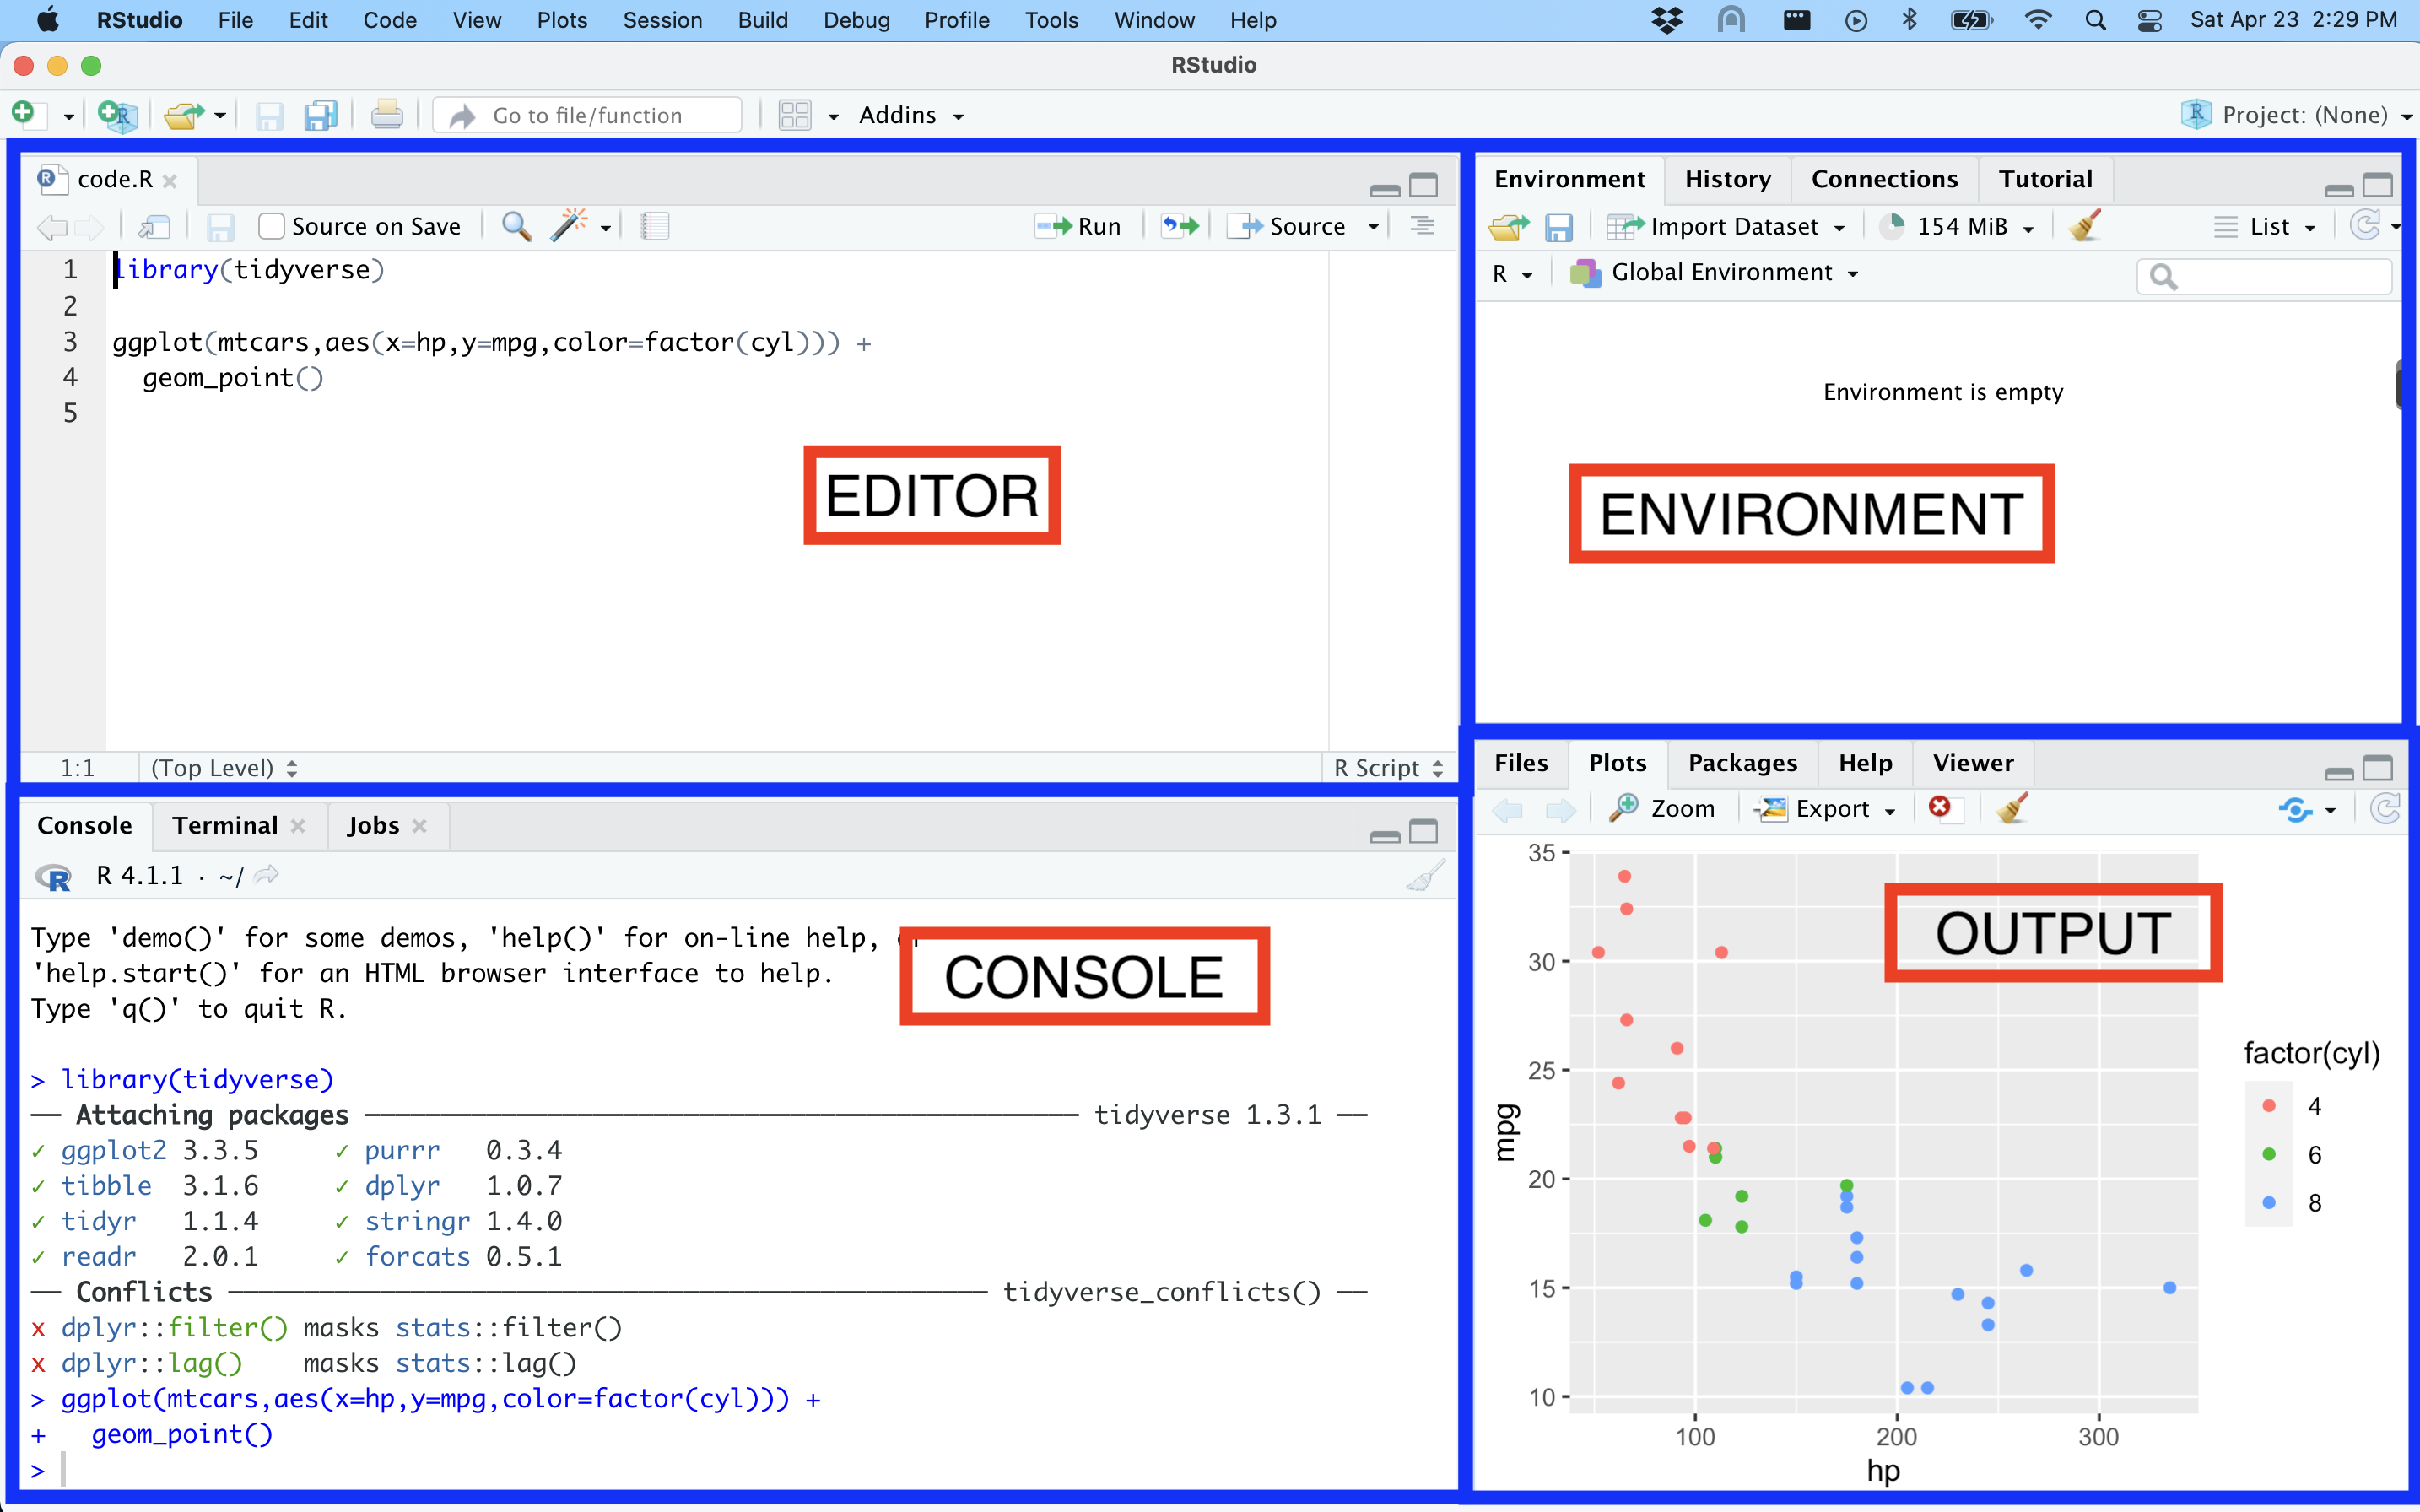 RStudio File Edit Code View Plots Session Build Debug Profile Tools Window Help Sat Apr 23 2:29 PM
RStudio
Go to file/function Addins Project: (None)
code.R
Source on Save Run Source
1 library(tidyverse)
2
3 ggplot(mtcars,aes(x=hp,y=mpg,color=factor(cyl))) +
4 geom_point()
5
EDITOR
1:1 (Top Level) R Script
Environment History Connections Tutorial
Import Dataset 154 MiB List
R Global Environment
Environment is empty
ENVIRONMENT
Console Terminal Jobs
R 4.1.1 · ~/
Type 'demo()' for some demos, 'help()' for on-line help,
'help.start()' for an HTML browser interface to help.
Type 'q()' to quit R.
CONSOLE
> library(tidyverse)
── Attaching packages ─────────────────── tidyverse 1.3.1 ──
✓ ggplot2 3.3.5 ✓ purrr 0.3.4
✓ tibble 3.1.6 ✓ dplyr 1.0.7
✓ tidyr 1.1.4 ✓ stringr 1.4.0
✓ readr 2.0.1 ✓ forcats 0.5.1
── Conflicts ─────────────────── tidyverse_conflicts() ──
x dplyr::filter() masks stats::filter()
x dplyr::lag() masks stats::lag()
> ggplot(mtcars,aes(x=hp,y=mpg,color=factor(cyl))) +
+ geom_point()
>
Files Plots Packages Help Viewer
Zoom Export
OUTPUT
35
30
25
20
15
10
mpg
100 200 300
hp
factor(cyl)
4
6
8